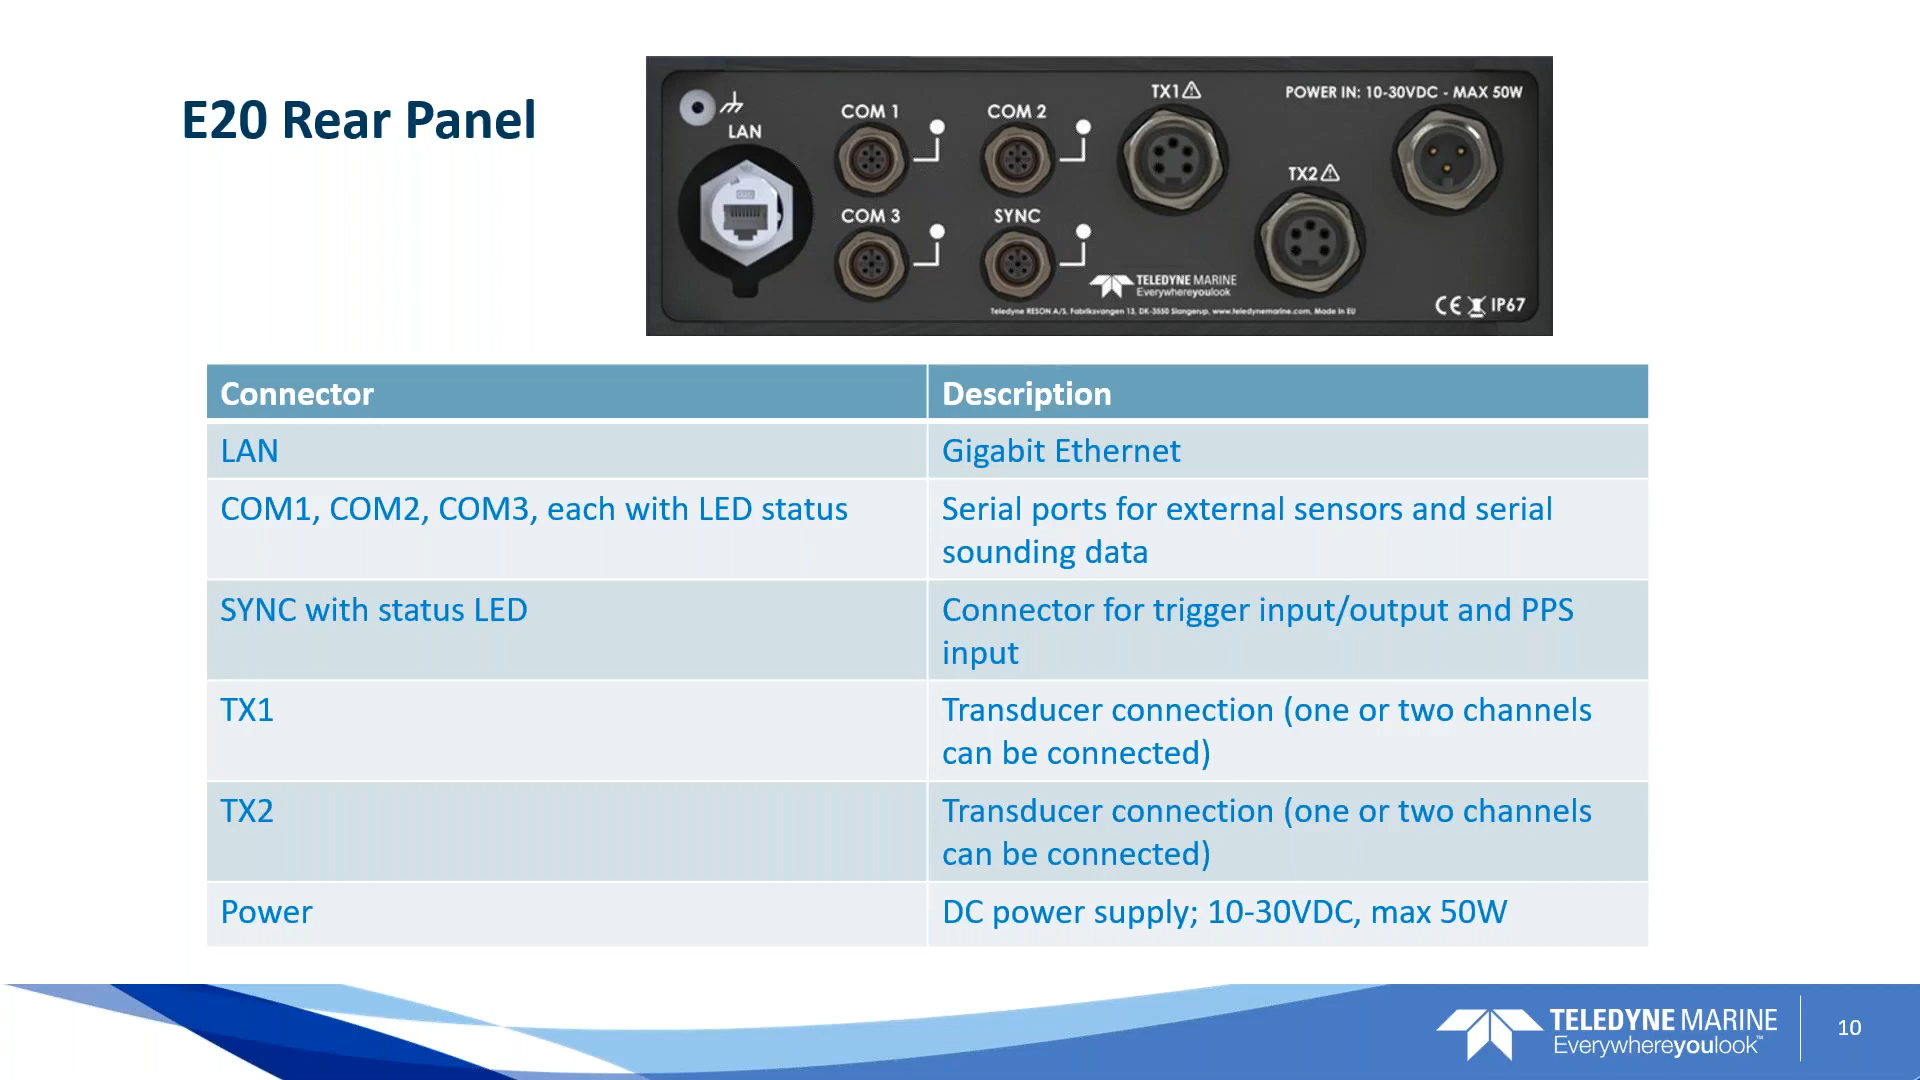 E20 Rear Panel
LAN
COM 1
COM 2
COM 3
SYNC
TX1
TX2
POWER IN: 10-30VDC - MAX 50W
TELEDYNE MARINE
Everywhereyoulook
Teledyne RESON A/S, Fabriksvangen 13, DK-3550 Slangerup, www.teledynemarine.com, Made in EU
CE IP67
Connector Description
LAN Gigabit Ethernet
COM1, COM2, COM3, each with LED status Serial ports for external sensors and serial
sounding data
SYNC with status LED Connector for trigger input/output and PPS
input
TX1 Transducer connection (one or two channels
can be connected)
TX2 Transducer connection (one or two channels
can be connected)
Power DC power supply; 10-30VDC, max 50W
TELEDYNE MARINE
Everywhereyoulook™
10